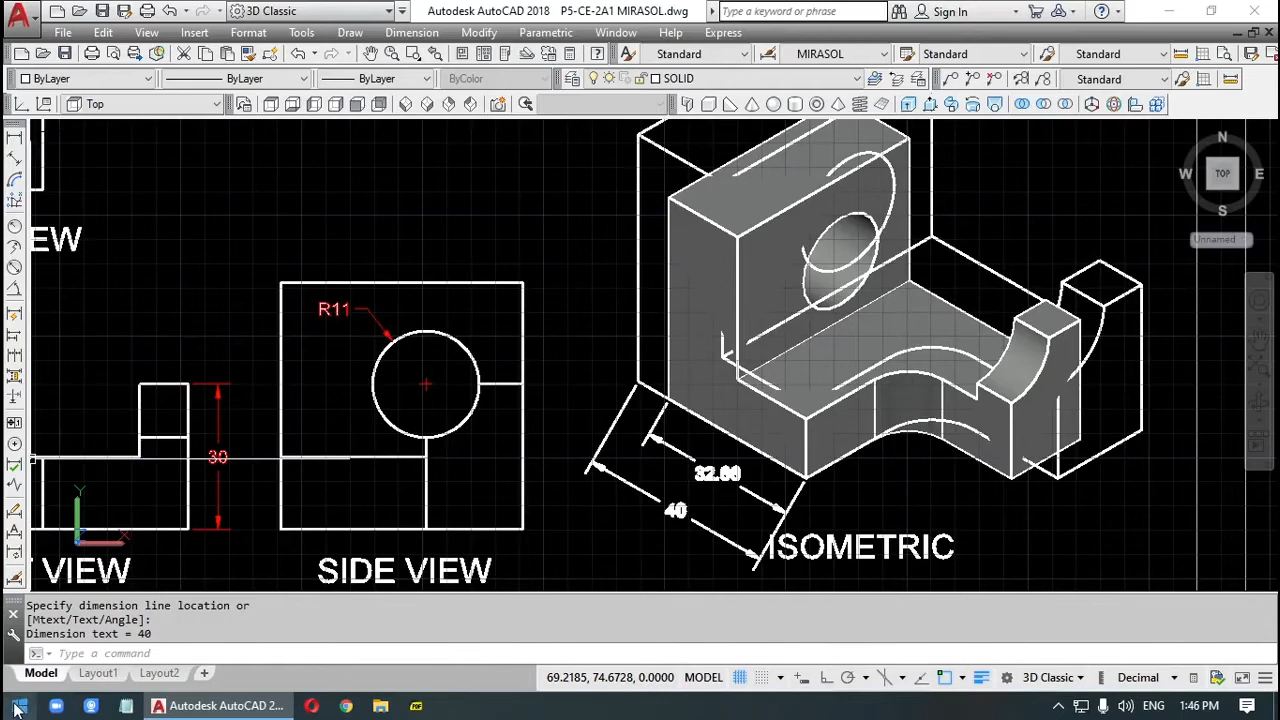 3D Classic
Autodesk AutoCAD 2018 P5-CE-2A1 MIRASOL.dwg
Type a keyword or phrase
Sign In
File Edit View Insert Format Tools Draw Dimension Modify Parametric Window Help Express
Standard MIRASOL Standard Standard
ByLayer ByLayer ByLayer ByColor SOLID Standard
Top
N
W TOP E
S
Unnamed
EW
R11
30
32.00
40
VIEW
SIDE VIEW
ISOMETRIC
Y
X
Specify dimension line location or
[Mtext/Text/Angle]:
Dimension text = 40
Type a command
Model Layout1 Layout2 +
69.2185, 74.6728, 0.0000 MODEL 3D Classic Decimal
Autodesk AutoCAD 2... ENG 1:46 PM